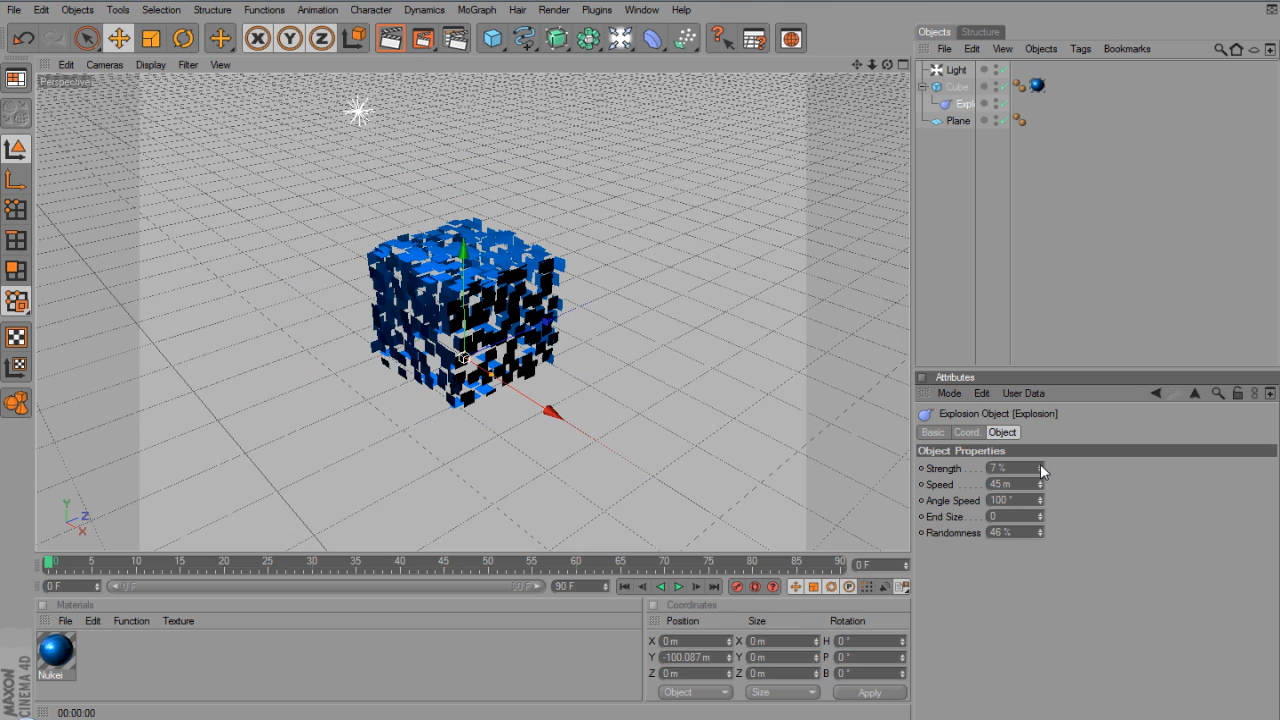 File Edit Objects Tools Selection Structure Functions Animation Character Dynamics MoGraph Hair Render Plugins Window Help
Objects Structure
File Edit View Objects Tags Bookmarks
Edit Cameras Display Filter View
Perspective
Light
Cube
Expl
Plane
Y
Z
X
Attributes
Mode Edit User Data
Explosion Object [Explosion]
Basic Coord. Object
Object Properties
Strength 7 %
Speed 45 m
Angle Speed 100 °
End Size 0
Randomness 46 %
0 5 10 15 20 25 30 35 40 45 50 55 60 65 70 75 80 85 90 0 F
0 F 0 F 90 F 90 F
Materials
File Edit Function Texture
Nukei
Coordinates
Position Size Rotation
X 0 m X 0 m H 0 °
Y -100.087 m Y 0 m P 0 °
Z 0 m Z 0 m B 0 °
Object Size Apply
MAXON
CINEMA 4D
00:00:00